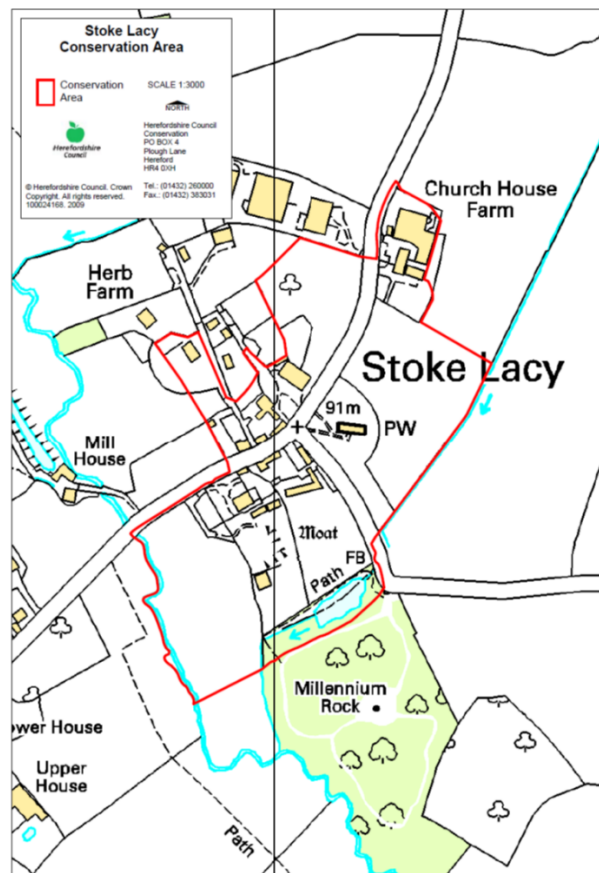 Stoke Lacy
Conservation Area
Conservation
Area
SCALE 1:3000
NORTH
Herefordshire
Council
Herefordshire Council
Conservation
PO BOX 4
Plough Lane
Hereford
HR4 0XH
© Herefordshire Council. Crown
Copyright. All rights reserved.
100024168. 2009
Tel.: (01432) 260000
Fax.: (01432) 383031
Church House
Farm
Herb
Farm
Stoke Lacy
91m
PW
Mill
House
Moat
FB
Path
Millennium
Rock
ower House
Upper
House
Path